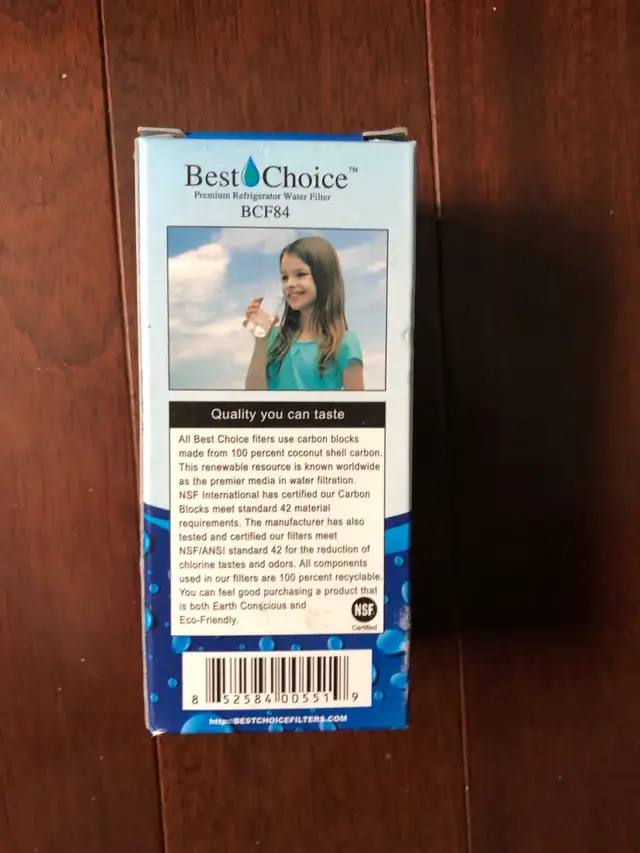 Best Choice™
Premium Refrigerator Water Filter
BCF84
Quality you can taste
All Best Choice fiters use carbon blocks
made from 100 percent coconut shell carbon.
This renewable resource is known worldwide
as the premier media in water filtration.
NSF International has certified our Carbon
Blocks meet standard 42 material
requirements. The manufacturer has also
tested and certified our filters meet
NSF/ANSI standard 42 for the reduction of
chlorine tastes and odors. All components
used in our filters are 100 percent recyclable.
You can feel good purchasing a product that
is both Earth Conscious and
Eco-Friendly.
NSF
Certified
8 52584 00551 9
http://BESTCHOICEFILTERS.COM